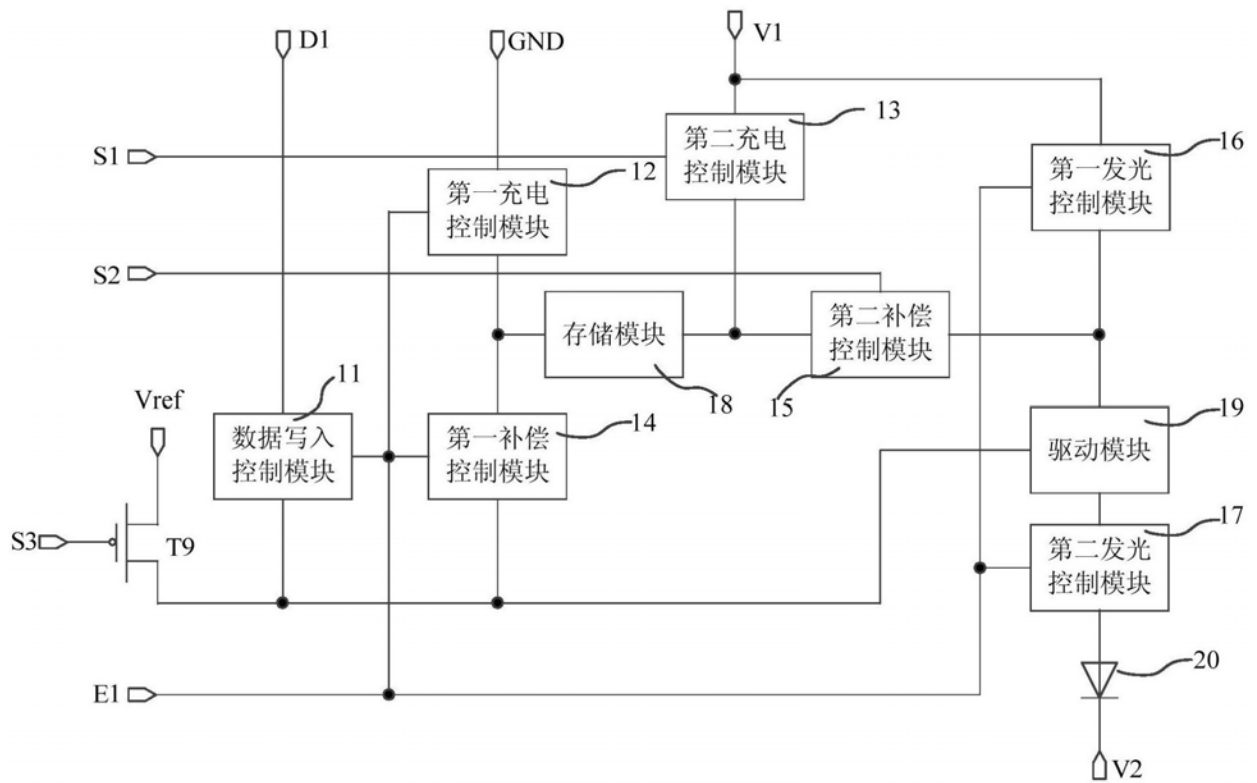 D1
GND
V1
13
第二充电
控制模块
S1
12
第一充电
控制模块
16
第一发光
控制模块
S2
存储模块
18
第二补偿
控制模块
15
Vref
11
数据写入
控制模块
14
第一补偿
控制模块
19
驱动模块
S3
T9
17
第二发光
控制模块
E1
20
V2